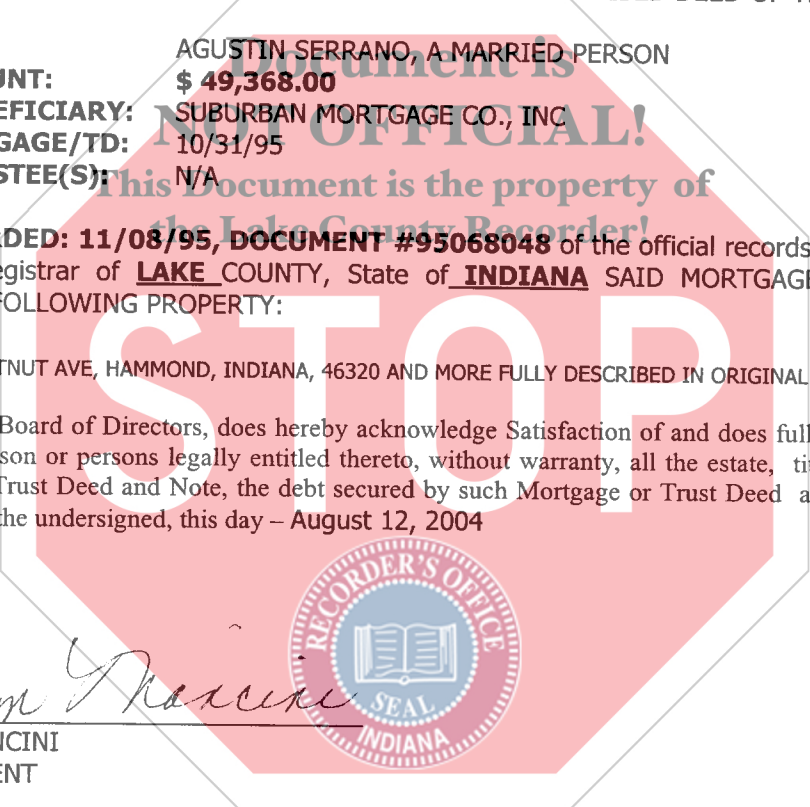 AGUSTIN SERRANO, A MARRIED PERSON
UNT: $ 49,368.00
EFICIARY: SUBURBAN MORTGAGE CO., INC
GAGE/TD: 10/31/95
STEE(S): N/A
Document is
NOT OFFICIAL!
This Document is the property of
the Lake County Recorder!
DED: 11/08/95, DOCUMENT #95068048 of the official records
egistrar of LAKE COUNTY, State of INDIANA SAID MORTGAGE
FOLLOWING PROPERTY:
TNUT AVE, HAMMOND, INDIANA, 46320 AND MORE FULLY DESCRIBED IN ORIGINAL
Board of Directors, does hereby acknowledge Satisfaction of and does full
son or persons legally entitled thereto, without warranty, all the estate, ti
Trust Deed and Note, the debt secured by such Mortgage or Trust Deed a
the undersigned, this day – August 12, 2004
STOP
RECORDER'S OFFICE
SEAL
INDIANA
Mancini
NCINI
ENT